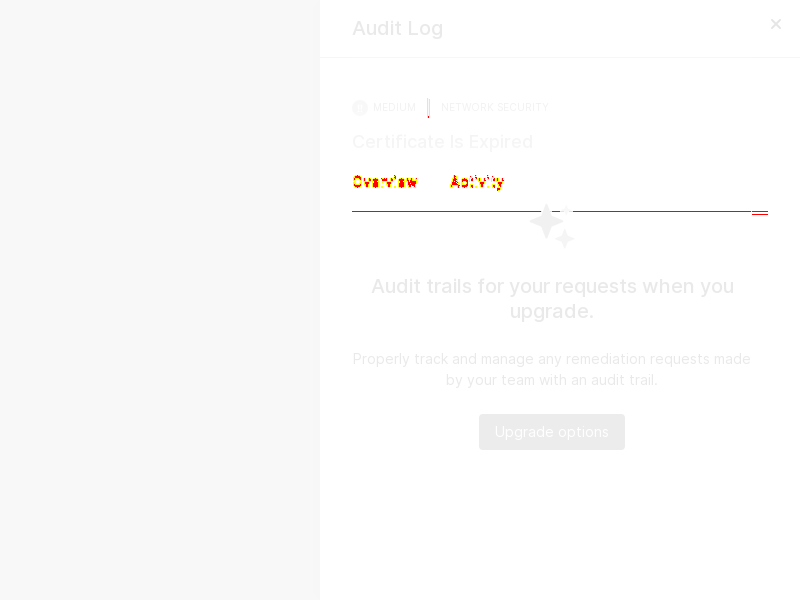 Audit Log
MEDIUM
NETWORK SECURITY
Certificate Is Expired
Overview
Activity
Audit trails for your requests when you
upgrade.
Properly track and manage any remediation requests made
by your team with an audit trail.
Upgrade options